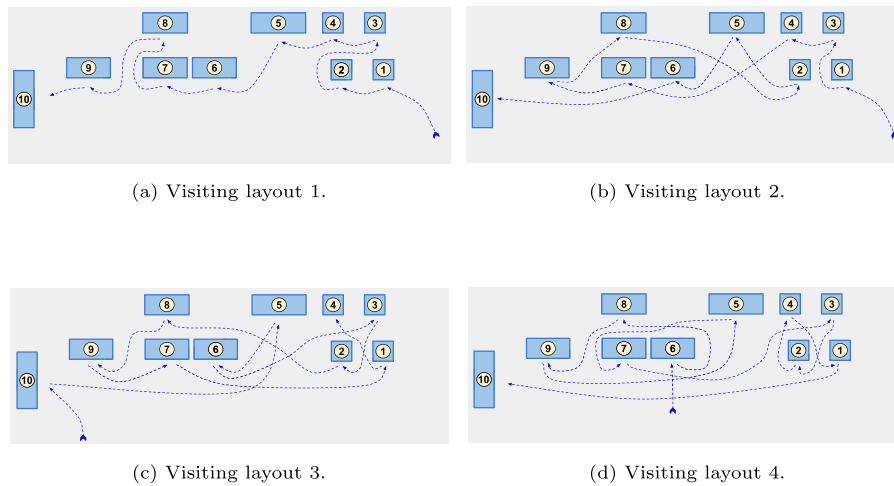 8 5 4 3
9 7 6 2 1
10
(a) Visiting layout 1.
8 5 4 3
9 7 6 2 1
10
(b) Visiting layout 2.
8 5 4 3
9 7 6 2 1
10
(c) Visiting layout 3.
8 5 4 3
9 7 6 2 1
10
(d) Visiting layout 4.